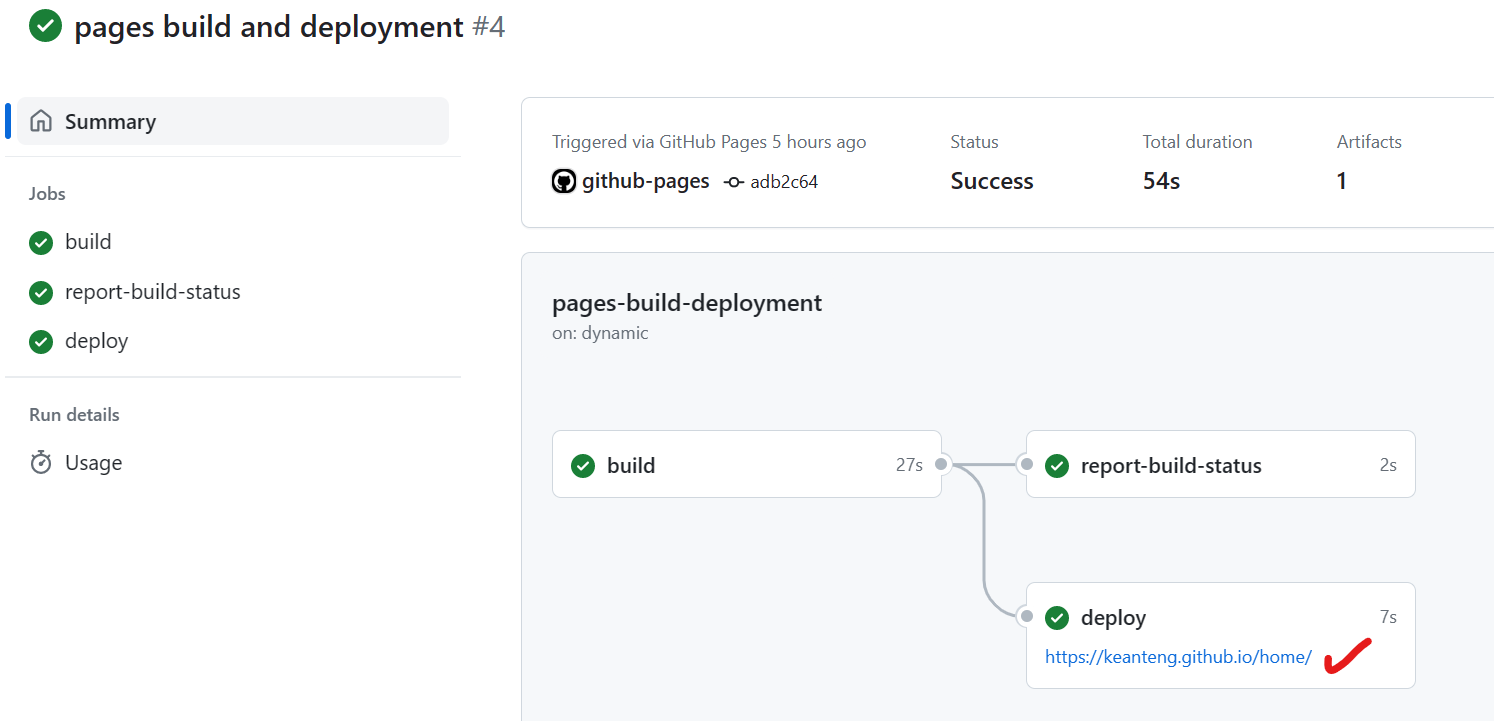 pages build and deployment #4
Summary
Jobs
build
report-build-status
deploy
Run details
Usage
Triggered via GitHub Pages 5 hours ago
github-pages adb2c64
Status
Success
Total duration
54s
Artifacts
1
pages-build-deployment
on: dynamic
build 27s
report-build-status 2s
deploy 7s
https://keanteng.github.io/home/